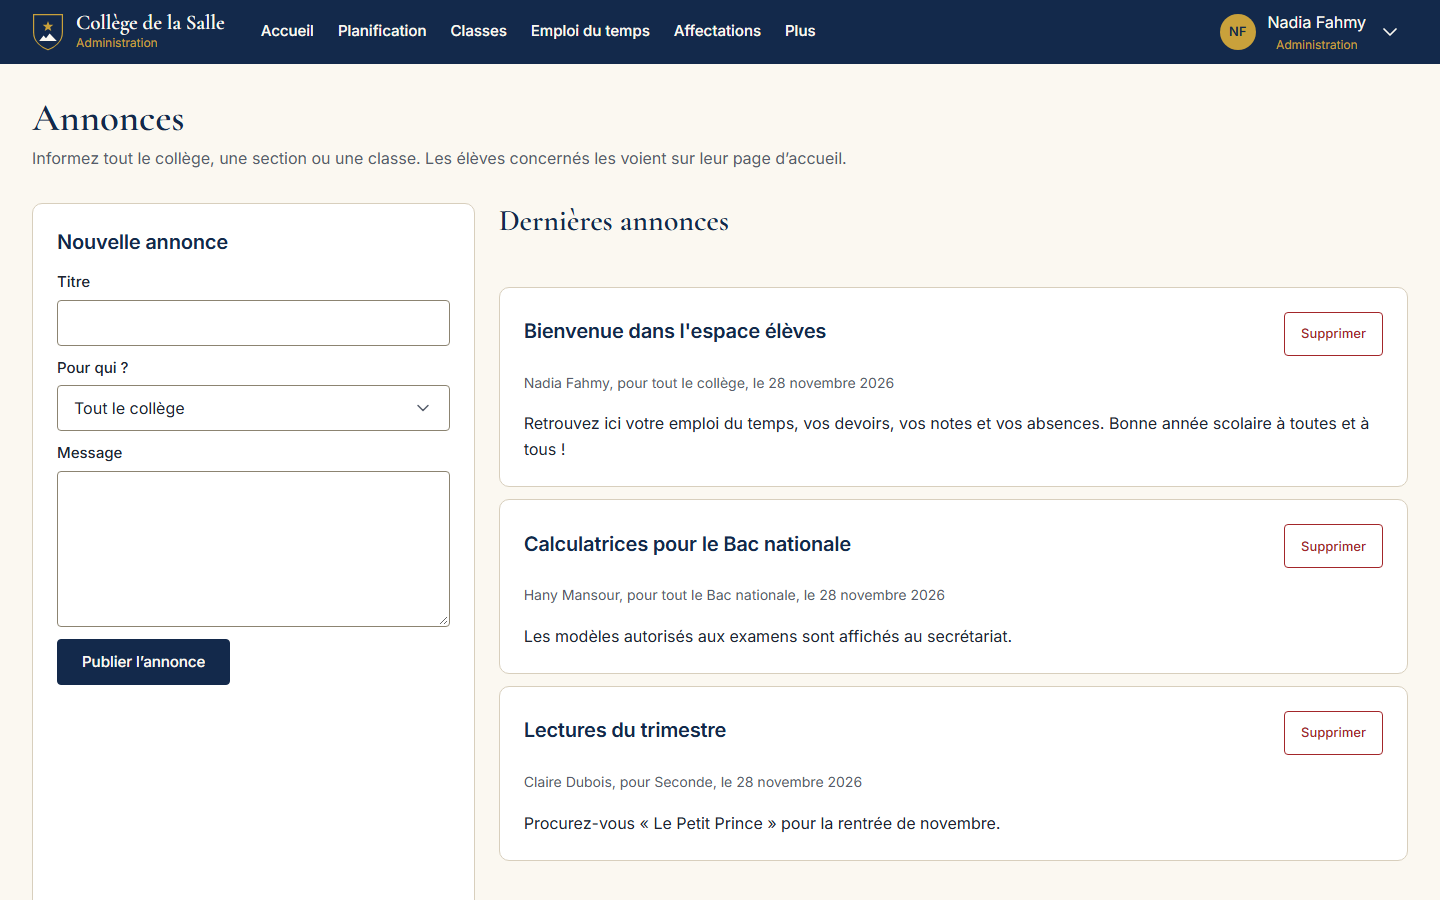 Collège de la Salle
Administration
Accueil
Planification
Classes
Emploi du temps
Affectations
Plus
NF
Nadia Fahmy
Administration
Annonces
Informez tout le collège, une section ou une classe. Les élèves concernés les voient sur leur page d’accueil.
Nouvelle annonce
Titre
Pour qui ?
Tout le collège
Message
Publier l’annonce
Dernières annonces
Bienvenue dans l'espace élèves
Supprimer
Nadia Fahmy, pour tout le collège, le 28 novembre 2026
Retrouvez ici votre emploi du temps, vos devoirs, vos notes et vos absences. Bonne année scolaire à toutes et à
tous !
Calculatrices pour le Bac nationale
Supprimer
Hany Mansour, pour tout le Bac nationale, le 28 novembre 2026
Les modèles autorisés aux examens sont affichés au secrétariat.
Lectures du trimestre
Supprimer
Claire Dubois, pour Seconde, le 28 novembre 2026
Procurez-vous « Le Petit Prince » pour la rentrée de novembre.